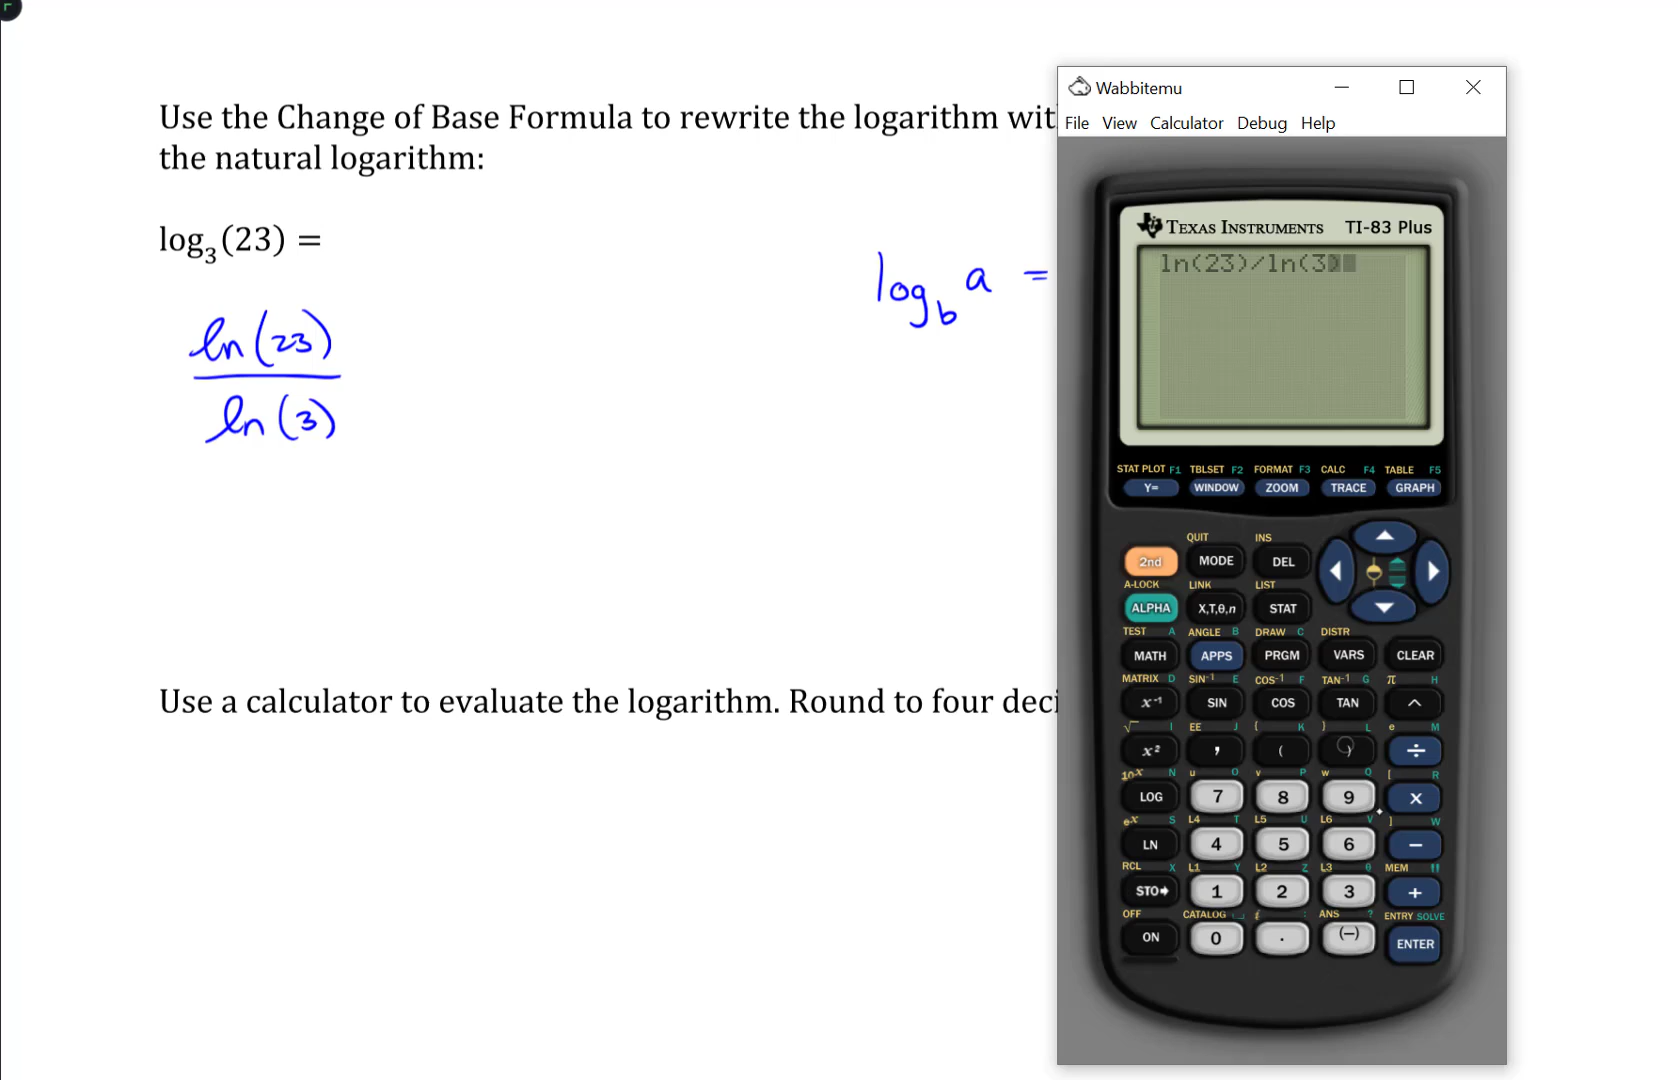 Use the Change of Base Formula to rewrite the logarithm wit
the natural logarithm:
log₃(23) =
ln(23)
ln(3)
log_b a =
Use a calculator to evaluate the logarithm. Round to four deci
Wabbitemu
File View Calculator Debug Help
TEXAS INSTRUMENTS TI-83 Plus
ln(23)/ln(3)
STAT PLOT F1 TBLSET F2 FORMAT F3 CALC F4 TABLE F5
Y= WINDOW ZOOM TRACE GRAPH
QUIT INS
2nd MODE DEL
A-LOCK LINK LIST
ALPHA X,T,θ,n STAT
TEST A ANGLE B DRAW C DISTR
MATH APPS PRGM VARS CLEAR
MATRIX D SIN⁻¹ E COS⁻¹ F TAN⁻¹ G π H
x⁻¹ SIN COS TAN ^
√ I EE J { K } L e M
x² , ( ) ÷
10ˣ N u O v P w Q [ R
LOG 7 8 9 ×
eˣ S L4 T L5 U L6 V ] W
LN 4 5 6 −
RCL X L1 Y L2 Z L3 θ MEM "
STO➔ 1 2 3 +
OFF CATALOG ⎵ i : ANS ? ENTRY SOLVE
ON 0 . (−) ENTER